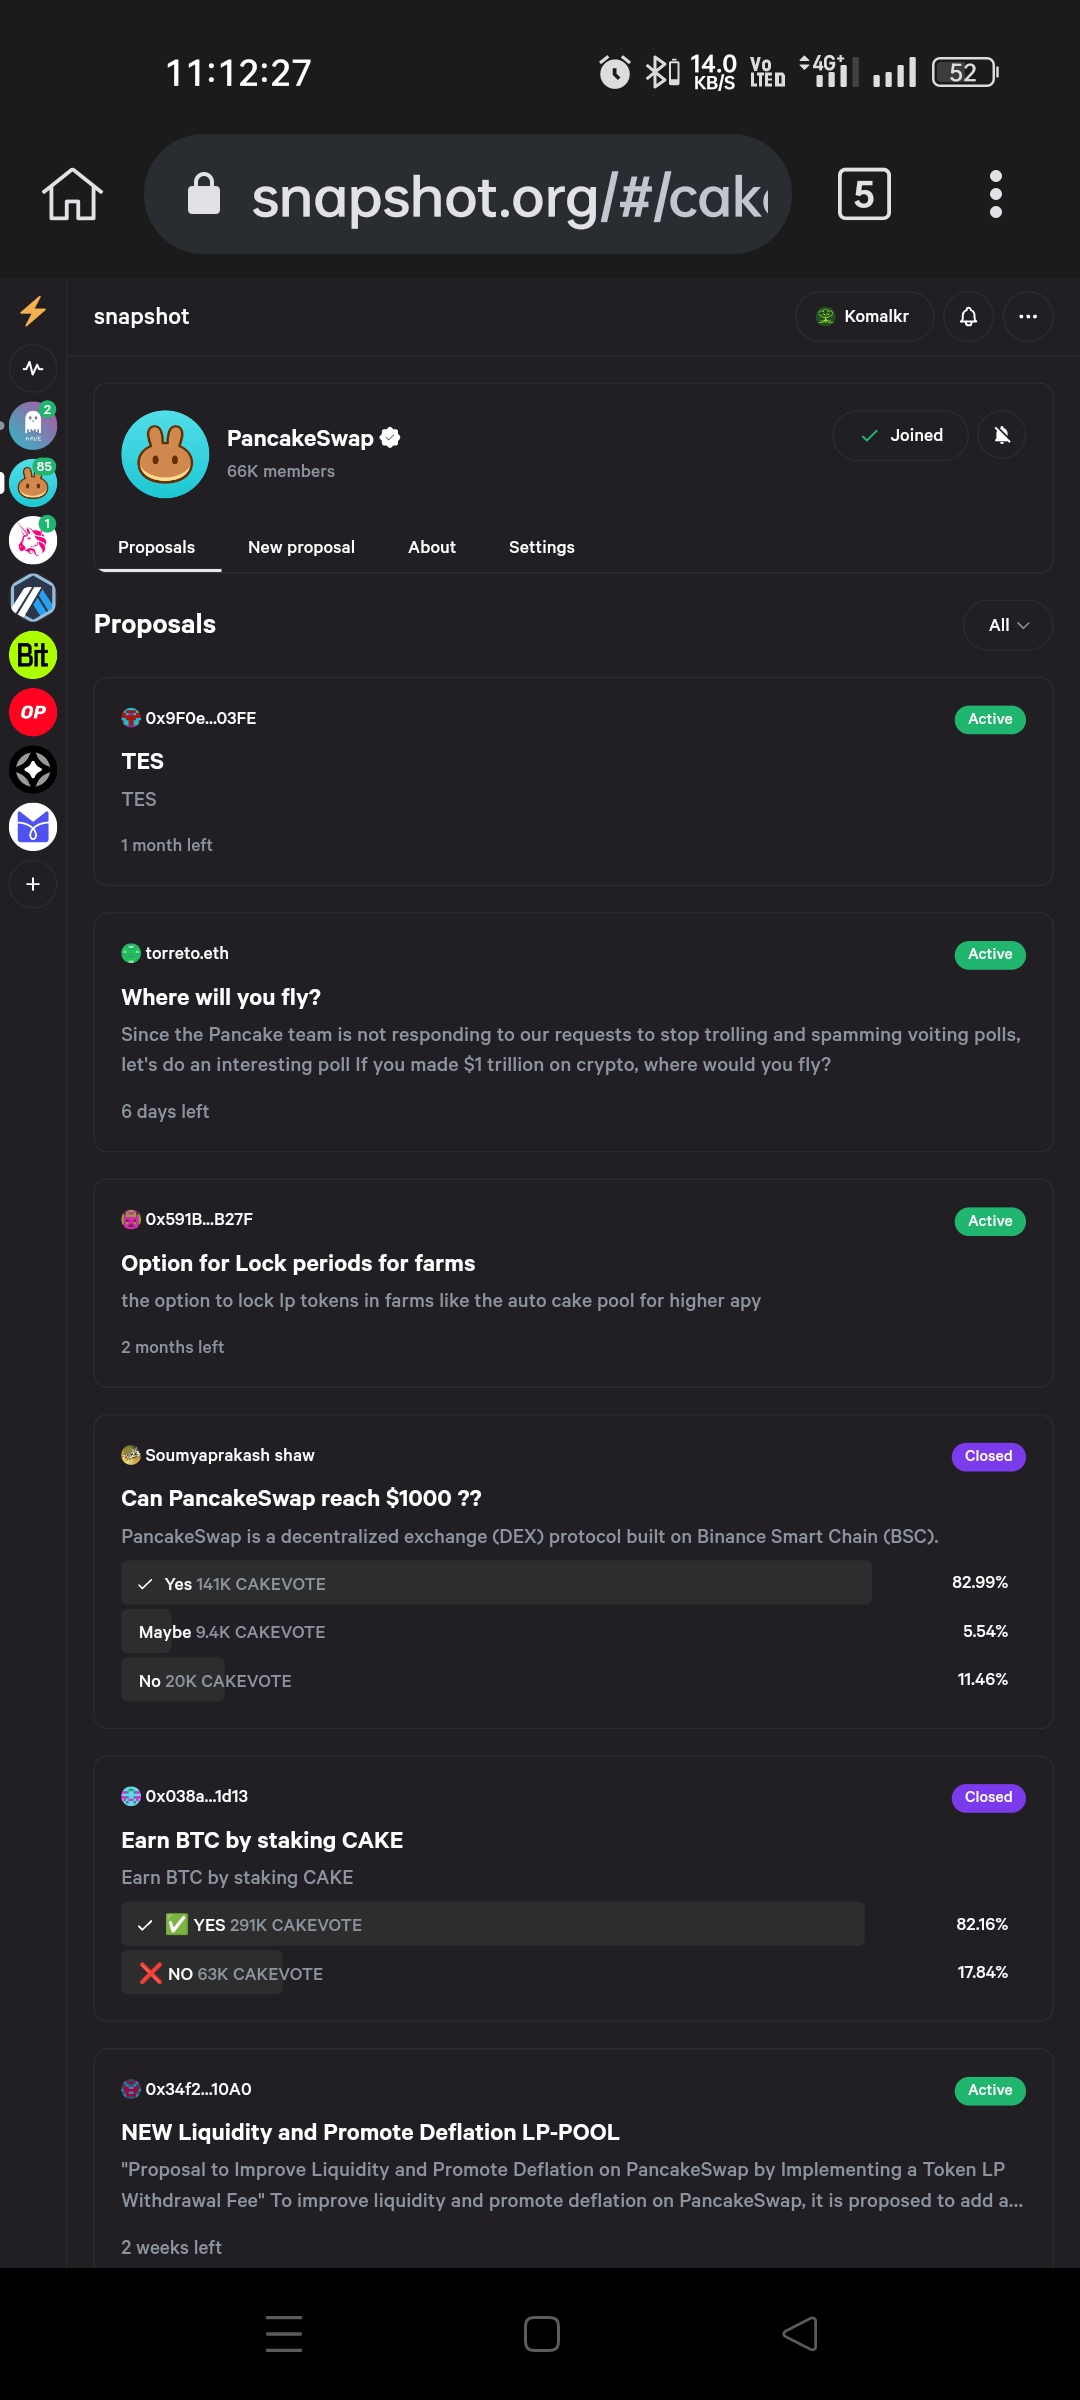 11:12:27
14.0 KB/S
Vo LTED
4G+
52
snapshot.org/#/cak
5
snapshot
Komalkr
2
AAVE
85
1
Bit
OP
PancakeSwap
66K members
Joined
Proposals New proposal About Settings
Proposals
All
0x9F0e...03FE
Active
TES
TES
1 month left
torreto.eth
Active
Where will you fly?
Since the Pancake team is not responding to our requests to stop trolling and spamming voiting polls,
let's do an interesting poll If you made $1 trillion on crypto, where would you fly?
6 days left
0x591B...B27F
Active
Option for Lock periods for farms
the option to lock lp tokens in farms like the auto cake pool for higher apy
2 months left
Soumyaprakash shaw
Closed
Can PancakeSwap reach $1000 ??
PancakeSwap is a decentralized exchange (DEX) protocol built on Binance Smart Chain (BSC).
Yes 141K CAKEVOTE 82.99%
Maybe 9.4K CAKEVOTE 5.54%
No 20K CAKEVOTE 11.46%
0x038a...1d13
Closed
Earn BTC by staking CAKE
Earn BTC by staking CAKE
✅ YES 291K CAKEVOTE 82.16%
❌ NO 63K CAKEVOTE 17.84%
0x34f2...10A0
Active
NEW Liquidity and Promote Deflation LP-POOL
"Proposal to Improve Liquidity and Promote Deflation on PancakeSwap by Implementing a Token LP
Withdrawal Fee" To improve liquidity and promote deflation on PancakeSwap, it is proposed to add a...
2 weeks left